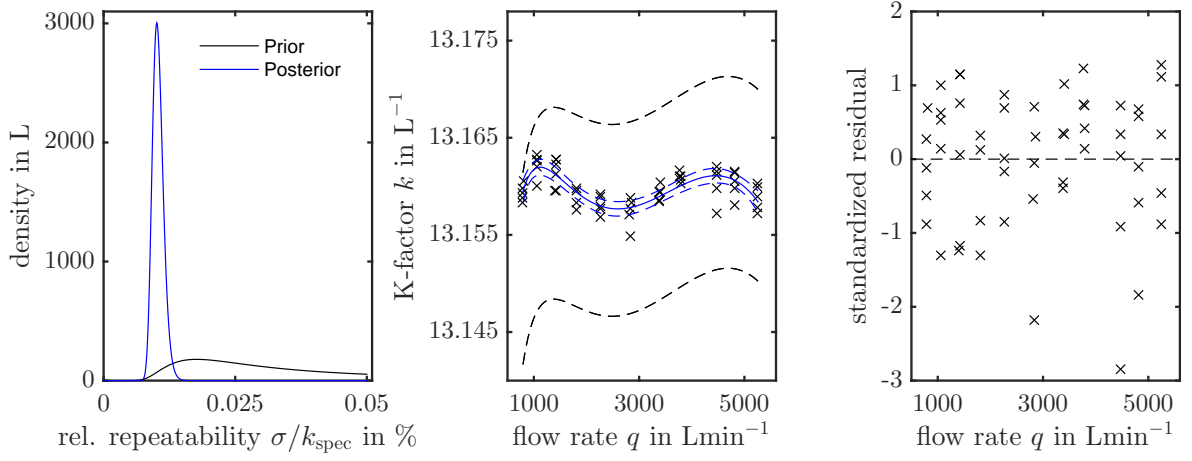 3000
2000
1000
0
density in L
0
0.025
0.05
rel. repeatability σ/k_spec in %
Prior
Posterior
13.175
13.165
13.155
13.145
K-factor k in L⁻¹
1000
3000
5000
flow rate q in Lmin⁻¹
2
1
0
-1
-2
-3
standardized residual
1000
3000
5000
flow rate q in Lmin⁻¹